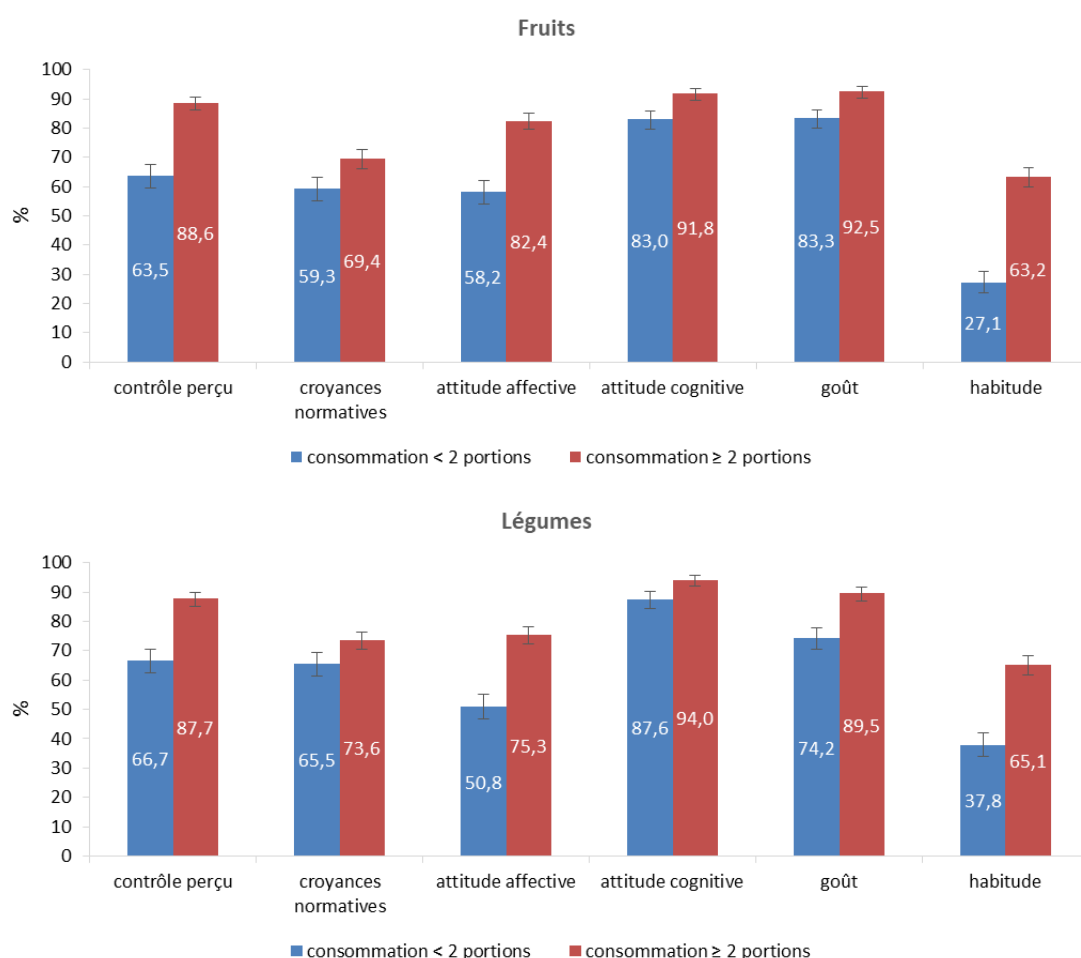 Fruits
100
90
80
70
60
50
40
30
20
10
0
%
63,5
88,6
59,3
69,4
58,2
82,4
83,0
91,8
83,3
92,5
27,1
63,2
contrôle perçu
croyances
normatives
attitude affective
attitude cognitive
goût
habitude
consommation < 2 portions
consommation ≥ 2 portions
Légumes
100
90
80
70
60
50
40
30
20
10
0
%
66,7
87,7
65,5
73,6
50,8
75,3
87,6
94,0
74,2
89,5
37,8
65,1
contrôle perçu
croyances
normatives
attitude affective
attitude cognitive
goût
habitude
consommation < 2 portions
consommation ≥ 2 portions